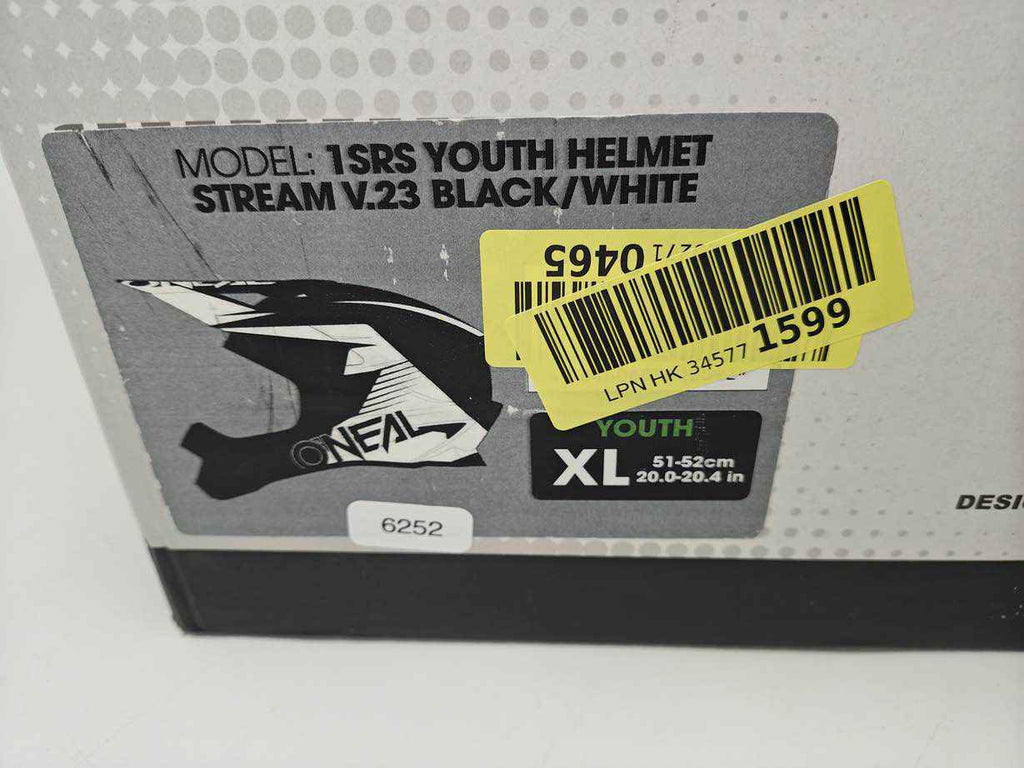 MODEL: 1SRS YOUTH HELMET
STREAM V.23 BLACK/WHITE
0465
LPN HK 34577 1599
ONEAL
ONEAL
YOUTH
XL 51-52cm
20.0-20.4 in
6252